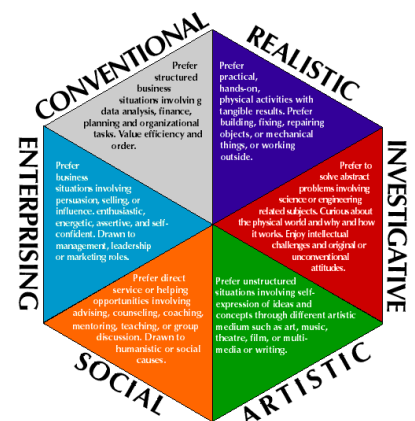 CONVENTIONAL
Prefer
structured
business
situations involvin g
data analysis, finance,
planning and organizational
tasks. Value efficiency and
order.
REALISTIC
Prefer
practical,
hands-on,
physical activities with
tangible results. Prefer
building, fixing, repairing
objects, or mechanical
things, or working
outside.
INVESTIGATIVE
Prefer to
solve abstract
problems involving
science or engineering
related subjects. Curious about
the physical world and why and how
it works. Enjoy intellectual
challenges and original or
unconventional
attitudes.
ARTISTIC
Prefer unstructured
situations involving self-
expression of ideas and
concepts through different artistic
medium such as art, music,
theatre, film, or multi-
media or writing.
SOCIAL
Prefer direct
service or helping
opportunities involving
advising, counseling, coaching,
mentoring, teaching, or group
discussion. Drawn to
humanistic or social
causes.
ENTERPRISING
Prefer
business
situations involving
persuasion, selling, or
influence. enthusiastic,
energetic, assertive, and self-
confident. Drawn to
management, leadership
or marketing roles.